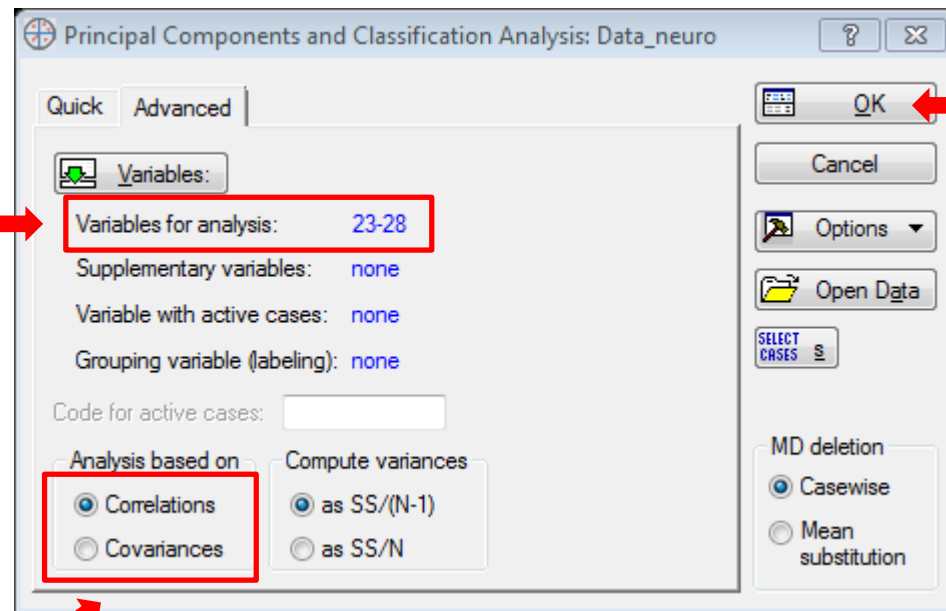 Principal Components and Classification Analysis: Data_neuro
Quick Advanced
OK
Variables:
Cancel
Variables for analysis: 23-28
Options
Supplementary variables: none
Open Data
Variable with active cases: none
SELECT
CASES S
Grouping variable (labeling): none
Code for active cases:
Analysis based on
Correlations
Covariances
Compute variances
as SS/(N-1)
as SS/N
MD deletion
Casewise
Mean
substitution